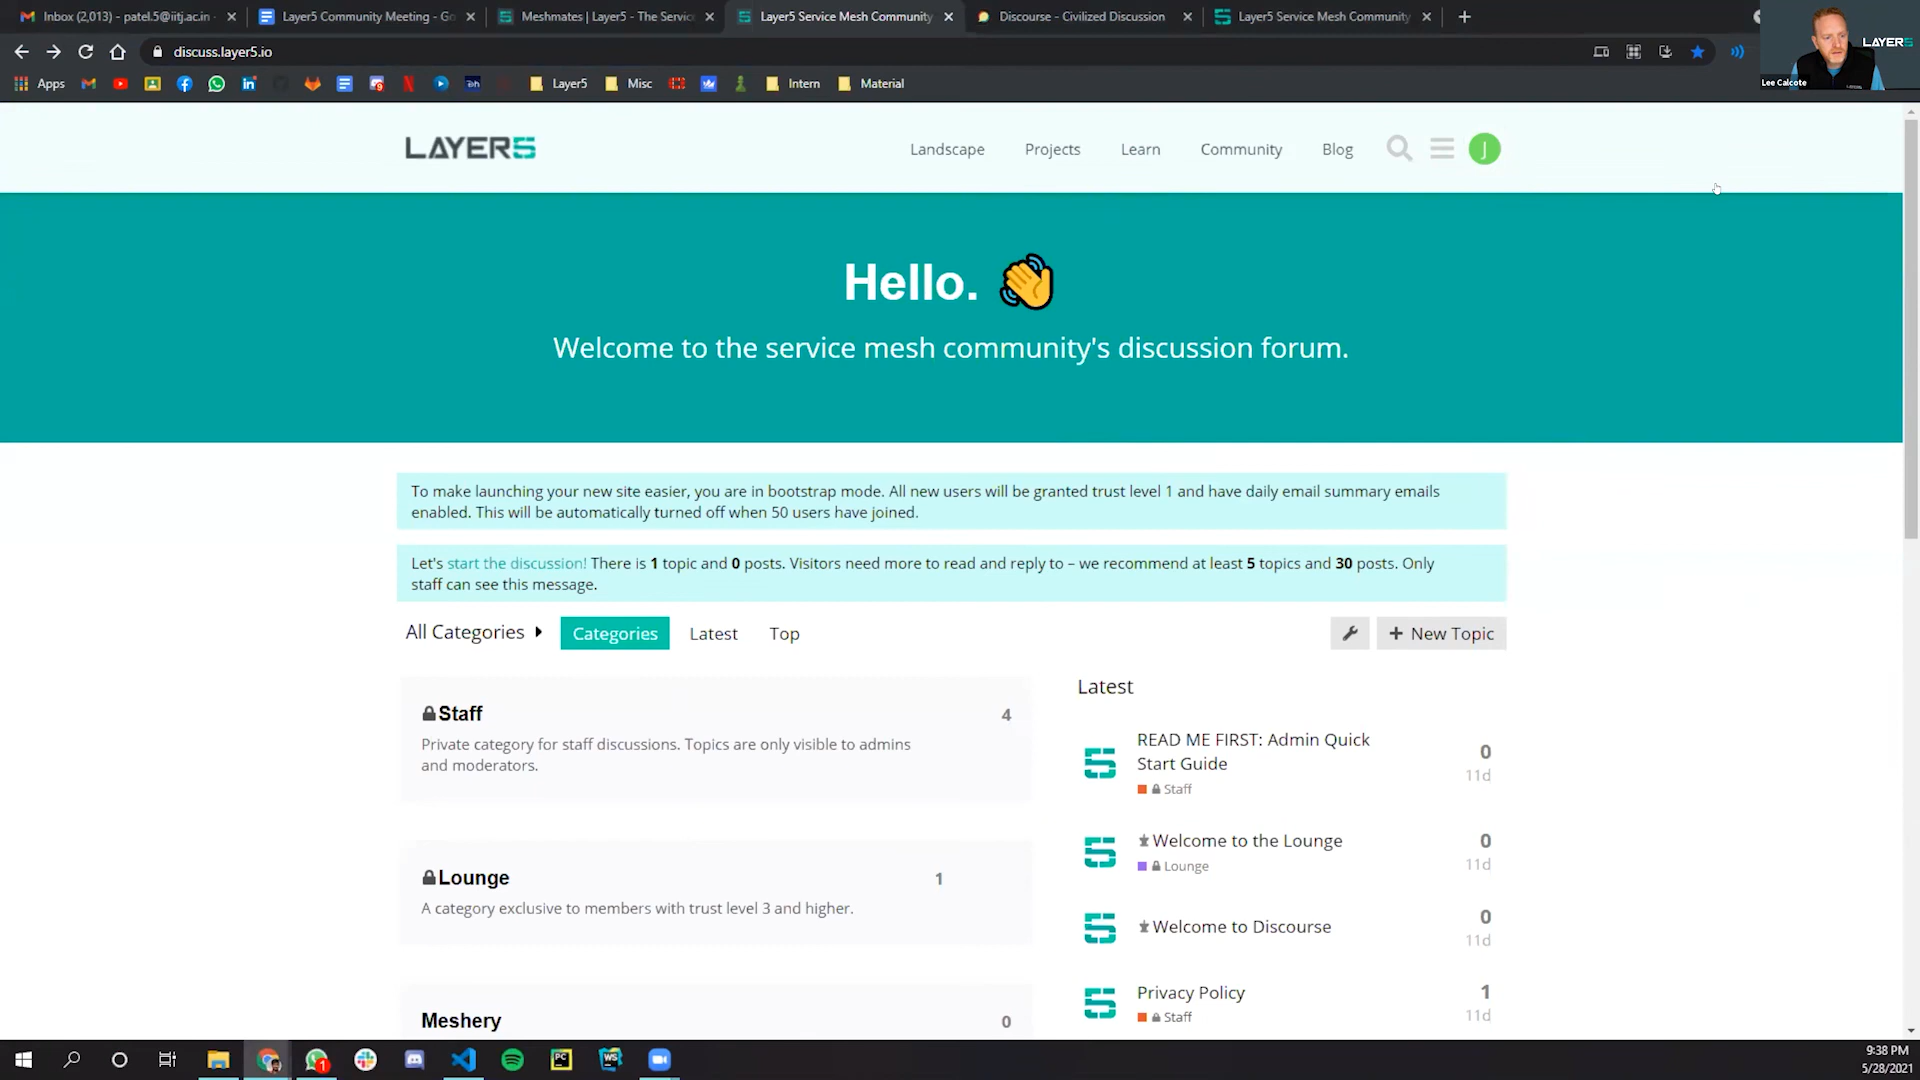 Inbox (2,013) - patel.5@iitj.ac.in
Layer5 Community Meeting - Go
Meshmates | Layer5 - The Servic
Layer5 Service Mesh Community
Discourse - Civilized Discussion
Layer5 Service Mesh Community
discuss.layer5.io
Apps
Layer5
Misc
Intern
Material
LAYER5
Lee Calcote
LAYER5
Landscape
Projects
Learn
Community
Blog
J
Hello.
Welcome to the service mesh community's discussion forum.
To make launching your new site easier, you are in bootstrap mode. All new users will be granted trust level 1 and have daily email summary emails
enabled. This will be automatically turned off when 50 users have joined.
Let's start the discussion! There is 1 topic and 0 posts. Visitors need more to read and reply to – we recommend at least 5 topics and 30 posts. Only
staff can see this message.
All Categories
Categories
Latest
Top
+ New Topic
Staff
4
Private category for staff discussions. Topics are only visible to admins
and moderators.
Lounge
1
A category exclusive to members with trust level 3 and higher.
Meshery
0
Latest
READ ME FIRST: Admin Quick
Start Guide
Staff
0
11d
Welcome to the Lounge
Lounge
0
11d
Welcome to Discourse
0
11d
Privacy Policy
Staff
1
11d
9:38 PM
5/28/2021